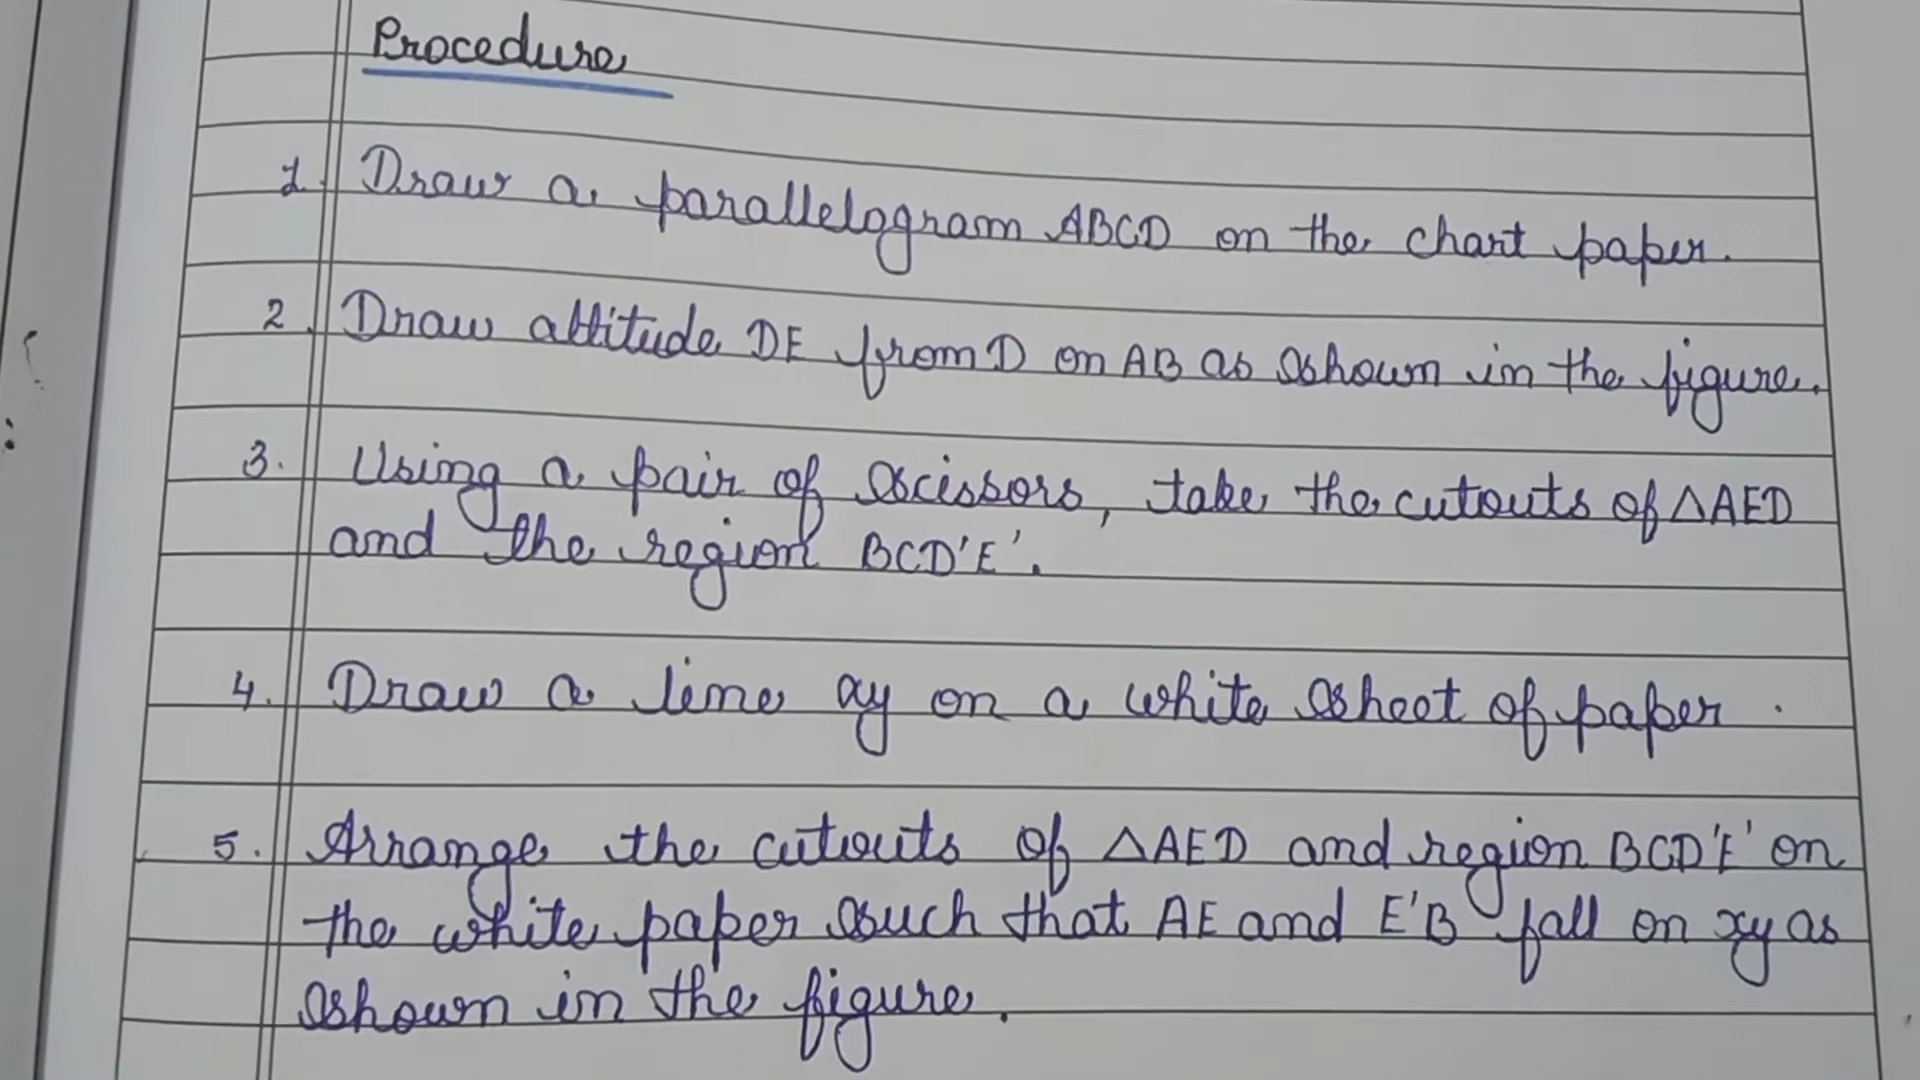 Procedure
1. Draw a parallelogram ABCD on the chart paper.
2. Draw altitude DE from D on AB as shown in the figure.
3. Using a pair of scissors, take the cutouts of △AED
and the region BCD'E'.
4. Draw a line xy on a white sheet of paper.
5. Arrange the cutouts of △AED and region BCD'E' on
the white paper such that AE and E'B fall on xy as
shown in the figure.